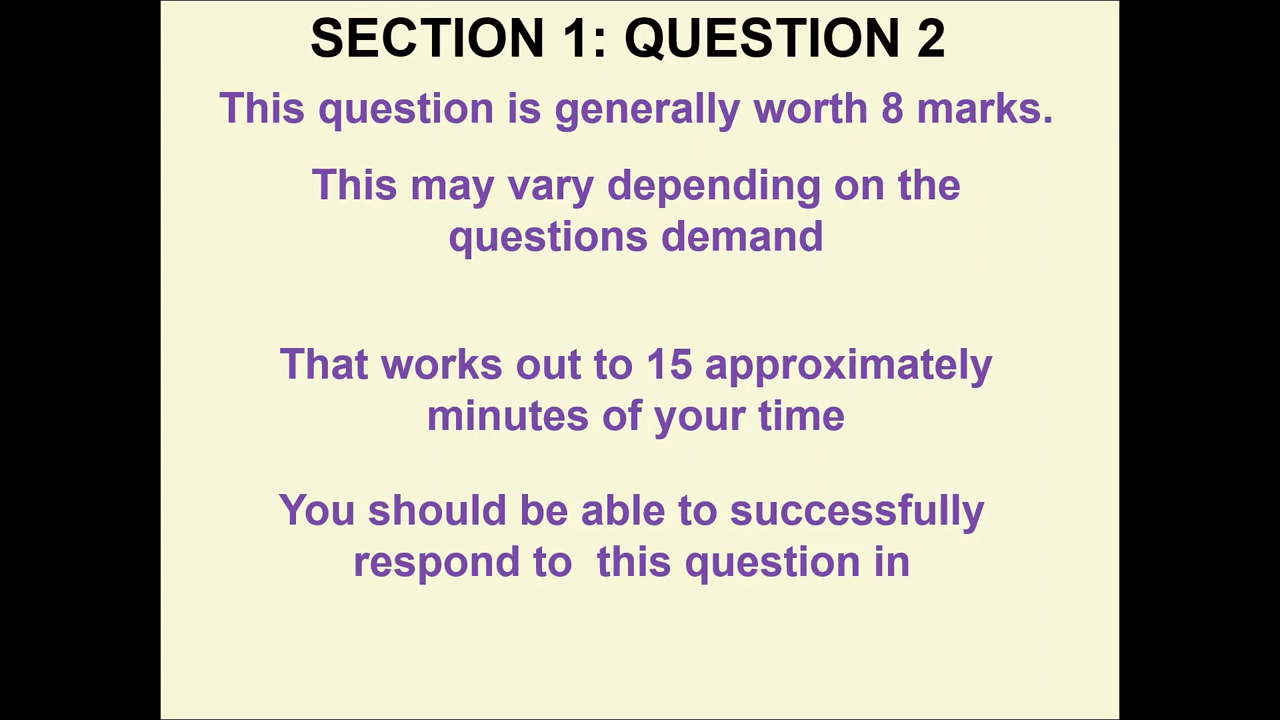 SECTION 1: QUESTION 2
This question is generally worth 8 marks.
This may vary depending on the
questions demand
That works out to 15 approximately
minutes of your time
You should be able to successfully
respond to  this question in